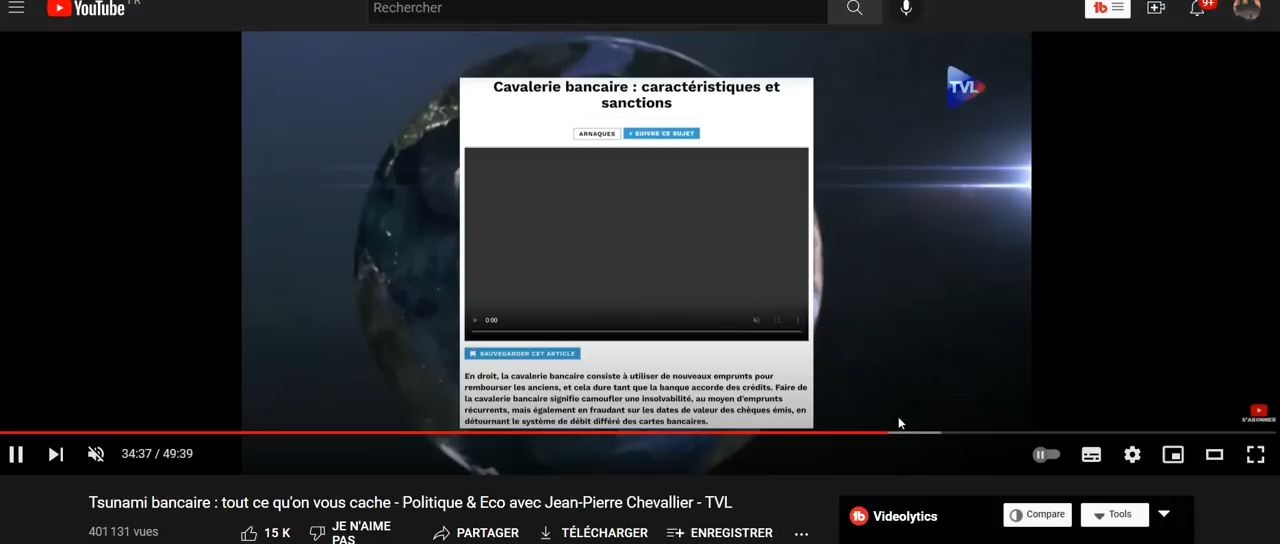 YouTube FR
Rechercher
9+
TVL
Cavalerie bancaire : caractéristiques et
sanctions
ARNAQUES
+ SUIVRE CE SUJET
0:00
SAUVEGARDER CET ARTICLE
En droit, la cavalerie bancaire consiste à utiliser de nouveaux emprunts pour
rembourser les anciens, et cela dure tant que la banque accorde des crédits. Faire de
la cavalerie bancaire signifie camoufler une insolvabilité, au moyen d'emprunts
récurrents, mais également en fraudant sur les dates de valeur des chèques émis, en
détournant le système de débit différé des cartes bancaires.
S'ABONNER
34:37 / 49:39
Tsunami bancaire : tout ce qu'on vous cache - Politique & Eco avec Jean-Pierre Chevallier - TVL
401 131 vues
15 K
JE N'AIME
PAS
PARTAGER
TÉLÉCHARGER
ENREGISTRER
tb Videolytics
Compare
Tools